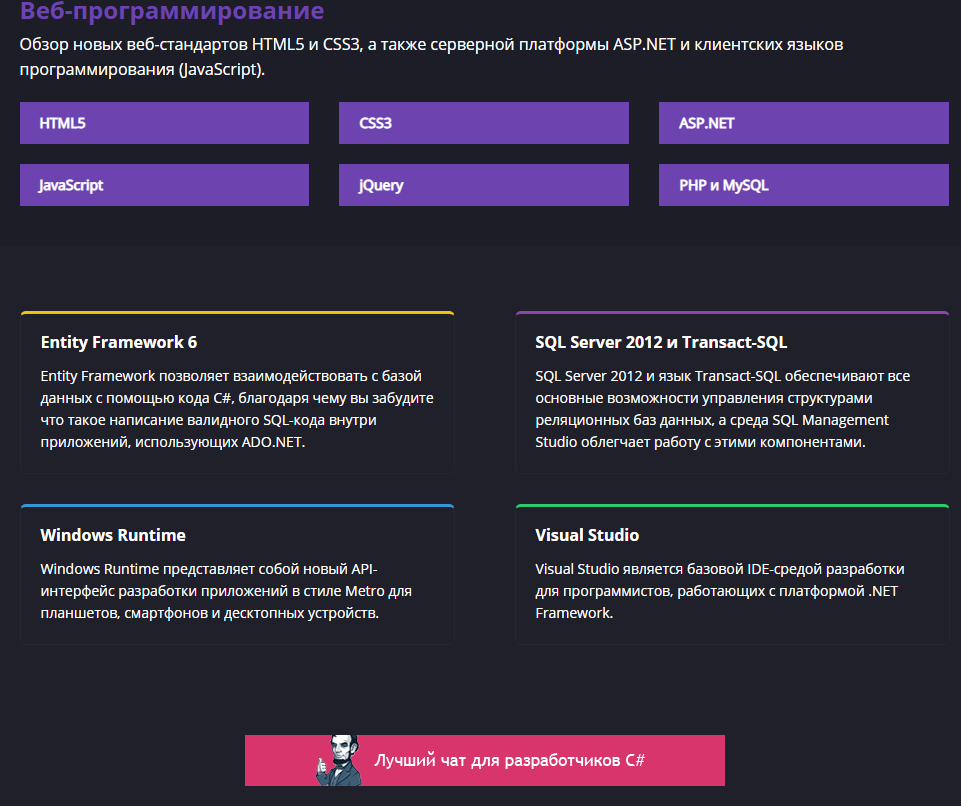 Веб-программирование
Обзор новых веб-стандартов HTML5 и CSS3, а также серверной платформы ASP.NET и клиентских языков
программирования (JavaScript).
HTML5
CSS3
ASP.NET
JavaScript
jQuery
PHP и MySQL
Entity Framework 6
Entity Framework позволяет взаимодействовать с базой
данных с помощью кода C#, благодаря чему вы забудите
что такое написание валидного SQL-кода внутри
приложений, использующих ADO.NET.
SQL Server 2012 и Transact-SQL
SQL Server 2012 и язык Transact-SQL обеспечивают все
основные возможности управления структурами
реляционных баз данных, а среда SQL Management
Studio облегчает работу с этими компонентами.
Windows Runtime
Windows Runtime представляет собой новый API-
интерфейс разработки приложений в стиле Metro для
планшетов, смартфонов и десктопных устройств.
Visual Studio
Visual Studio является базовой IDE-средой разработки
для программистов, работающих с платформой .NET
Framework.
Лучший чат для разработчиков C#